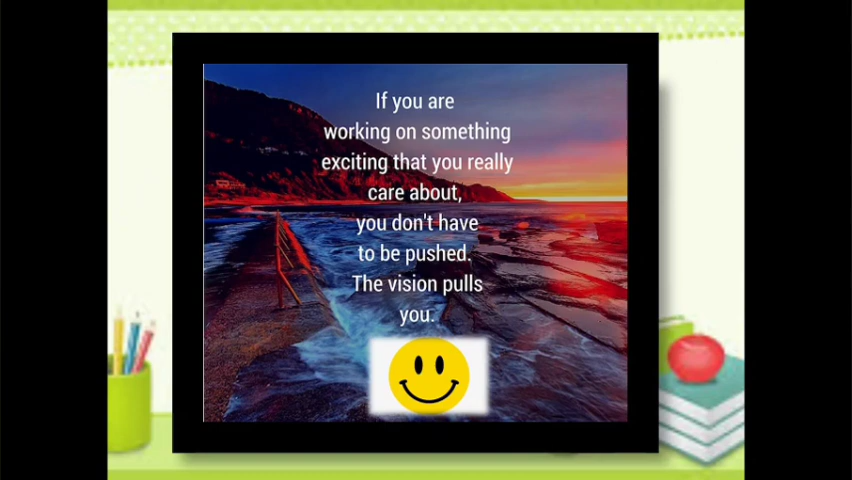 If you are
working on something
exciting that you really
care about,
you don't have
to be pushed.
The vision pulls
you.